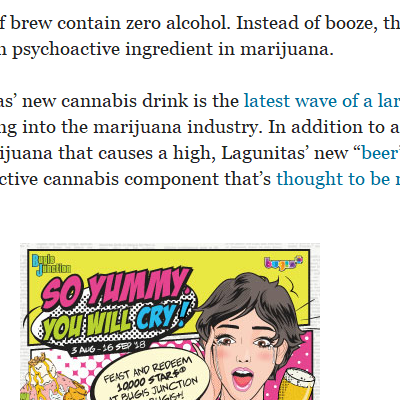 f brew contain zero alcohol. Instead of booze, th
n psychoactive ingredient in marijuana.
as’ new cannabis drink is the latest wave of a lar
ng into the marijuana industry. In addition to a
ijuana that causes a high, Lagunitas’ new “beer”
ctive cannabis component that’s thought to be
Bugis
Junction
Bugis+
SO YUMMY,
YOU WILL CRY!
3 AUG - 16 SEP '18
FEAST AND REDEEM
10000 STAR$®
AT BUGIS JUNCTION
BUGIS+!